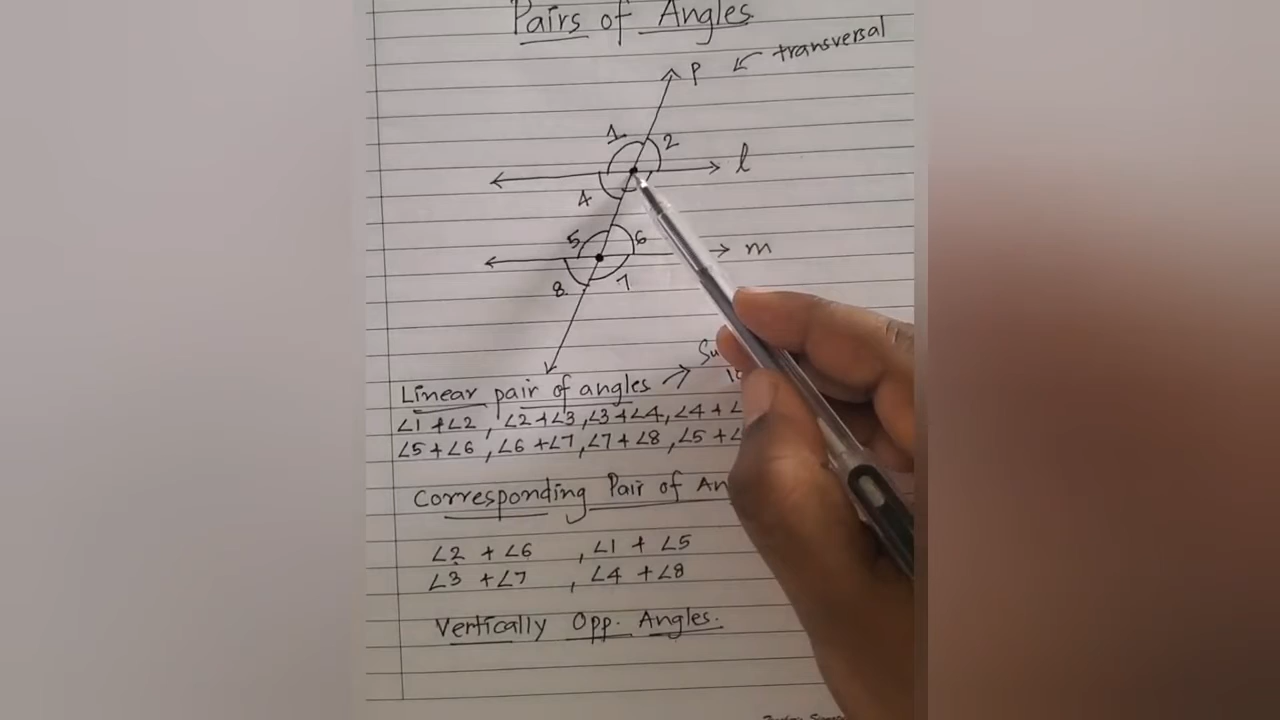 Pairs of Angles
transversal
P
1
2
l
4
5
6
m
8
7
Linear pair of angles →
∠1 + ∠2 , ∠2 + ∠3 , ∠3 + ∠4 , ∠4 + ∠
∠5 + ∠6 , ∠6 + ∠7 , ∠7 + ∠8 , ∠5 + ∠
Corresponding Pair of An
∠2 + ∠6 , ∠1 + ∠5
∠3 + ∠7 , ∠4 + ∠8
Vertically Opp. Angles.